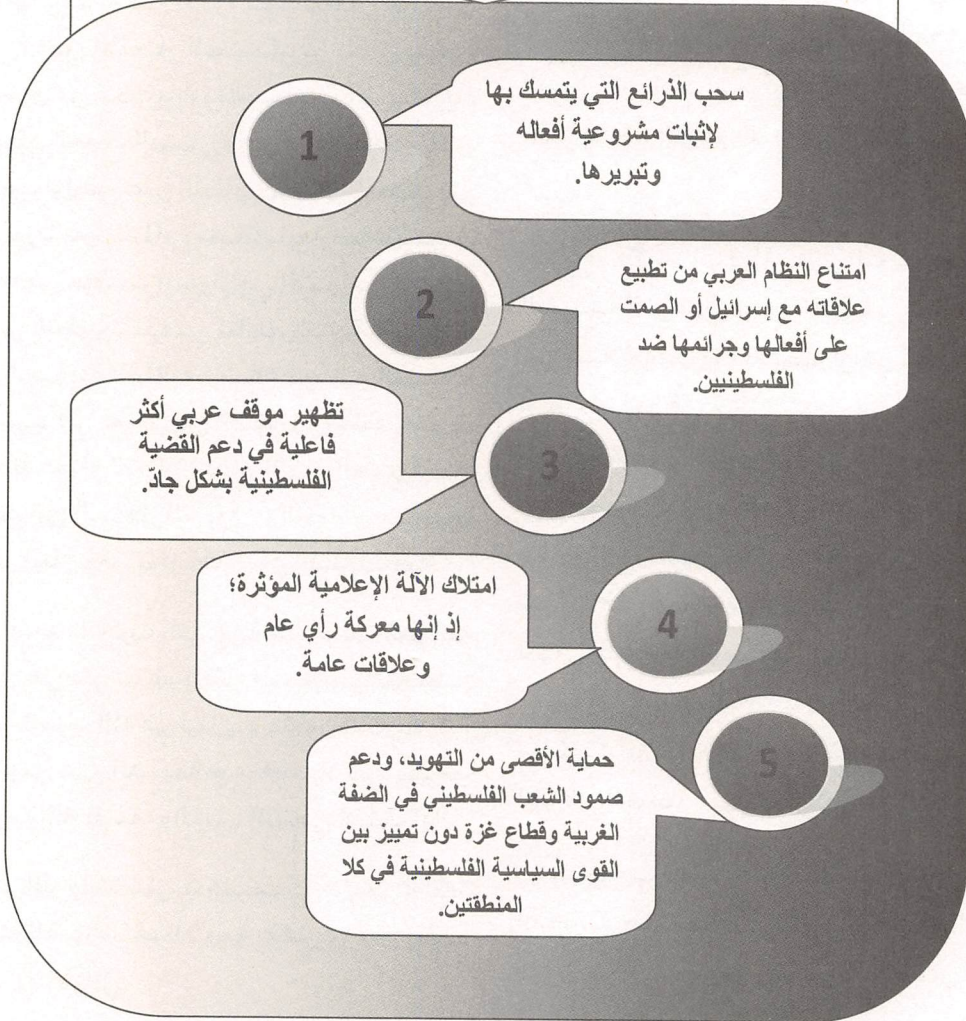 1
سحب الذرائع التي يتمسك بها
لإثبات مشروعية أفعاله
وتبريرها.
2
امتناع النظام العربي من تطبيع
علاقاته مع إسرائيل أو الصمت
على أفعالها وجرائمها ضد
الفلسطينيين.
3
تظهير موقف عربي أكثر
فاعلية في دعم القضية
الفلسطينية بشكل جادّ.
4
امتلاك الآلة الإعلامية المؤثرة؛
إذ إنها معركة رأي عام
وعلاقات عامة.
5
حماية الأقصى من التهويد، ودعم
صمود الشعب الفلسطيني في الضفة
الغربية وقطاع غزة دون تمييز بين
القوى السياسية الفلسطينية في كلا
المنطقتين.